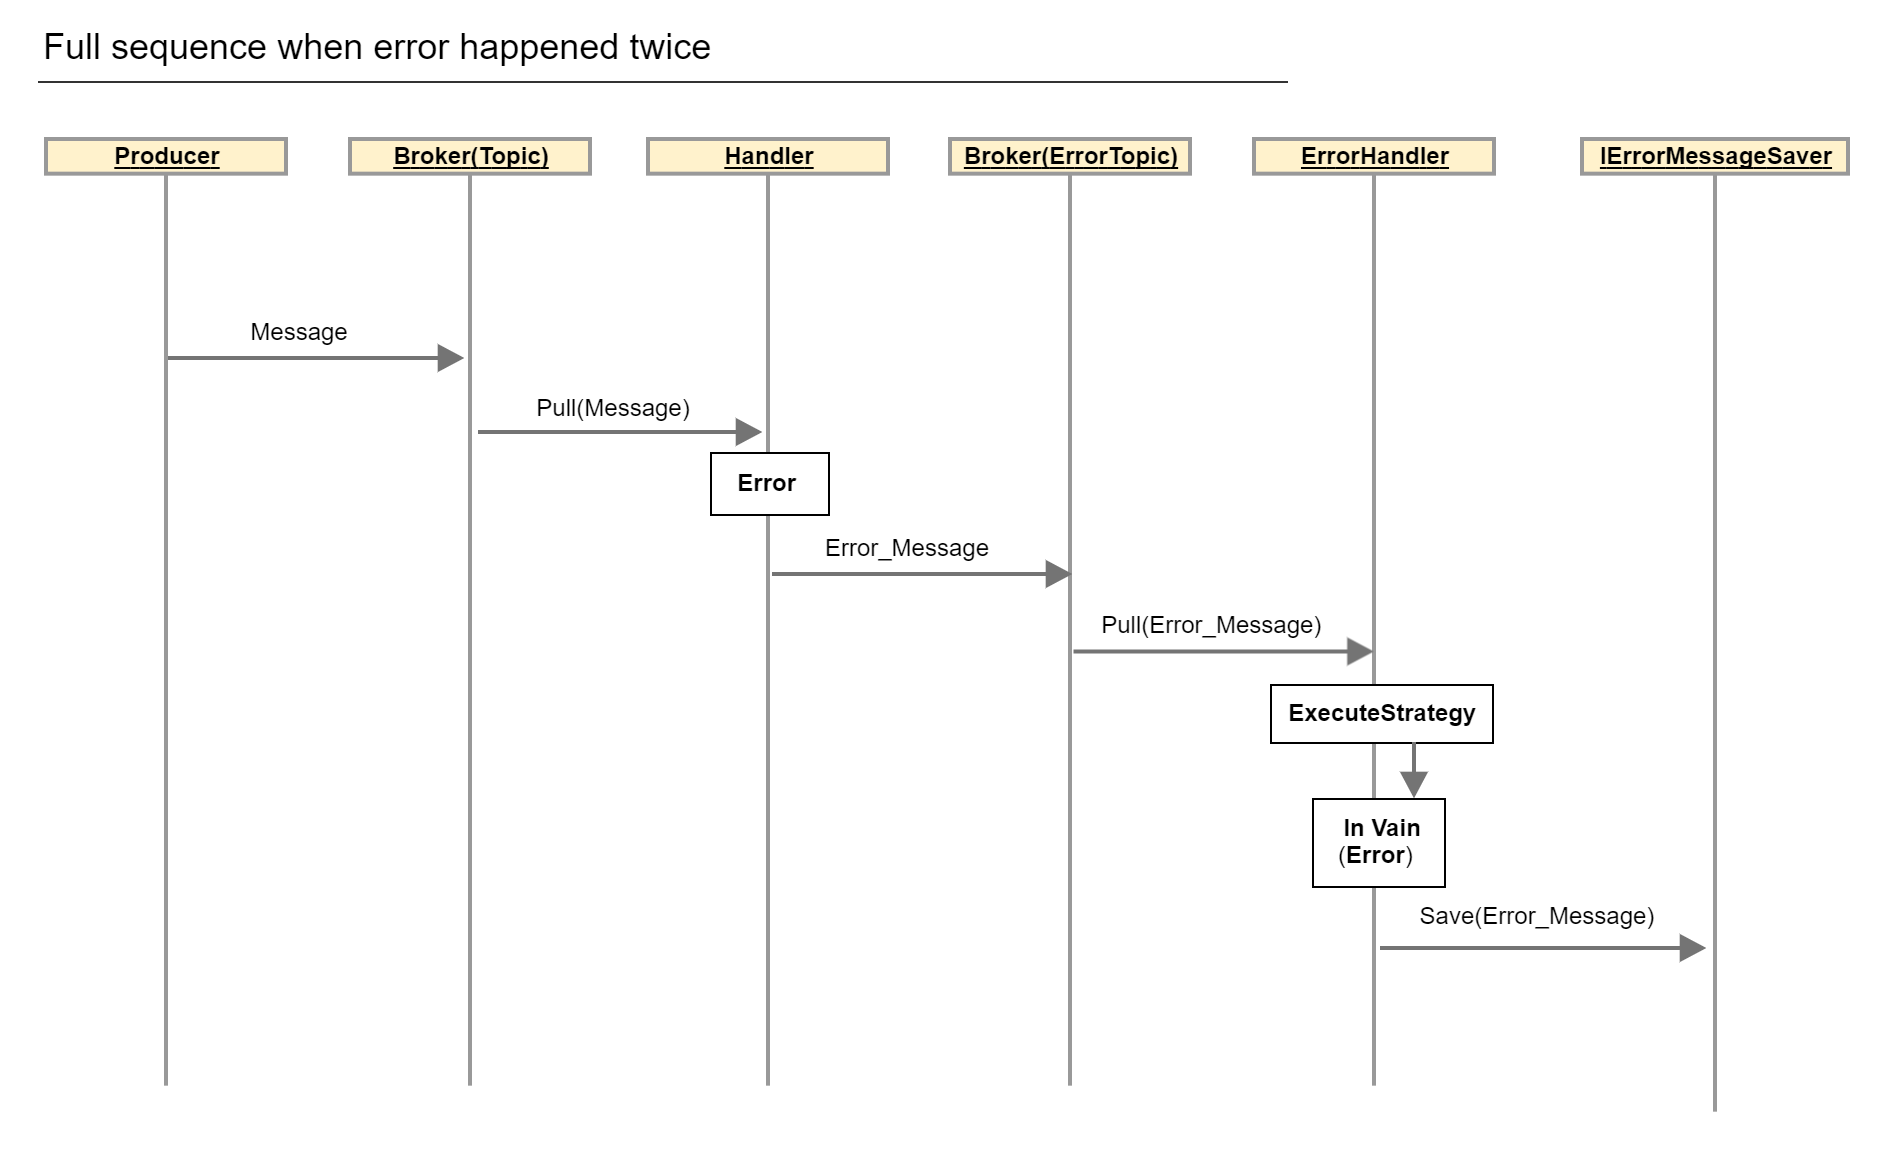 Full sequence when error happened twice
Producer
Broker(Topic)
Handler
Broker(ErrorTopic)
ErrorHandler
IErrorMessageSaver
Message
Pull(Message)
Error
Error_Message
Pull(Error_Message)
ExecuteStrategy
In Vain
(Error)
Save(Error_Message)